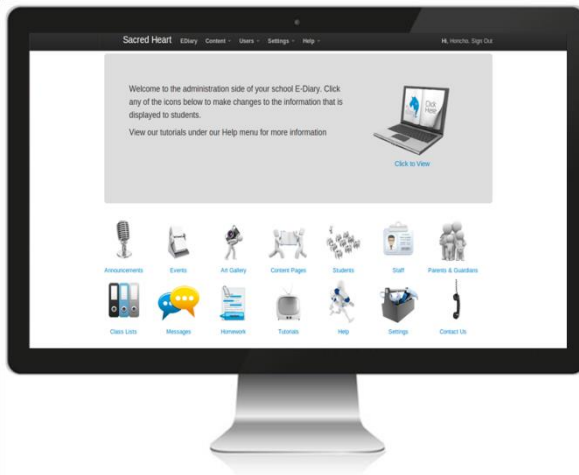 Sacred Heart EDiary Content Users Settings Help Hi, Honcho. Sign Out
Welcome to the administration side of your school E-Diary. Click
any of the icons below to make changes to the information that is
displayed to students.
View our tutorials under our Help menu for more information
Click
Here
Click to View
Announcements Events Art Gallery Content Pages Students Staff Parents & Guardians
Class Lists Messages Homework Tutorials Help Settings Contact Us